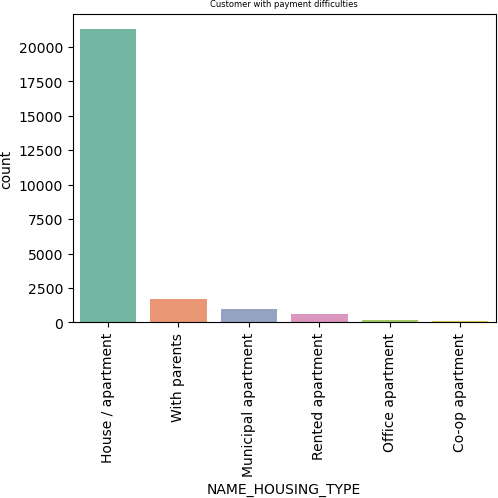 Customer with payment difficulties
20000
17500
15000
12500
10000
7500
5000
2500
0
count
House / apartment
With parents
Municipal apartment
Rented apartment
Office apartment
Co-op apartment
NAME_HOUSING_TYPE